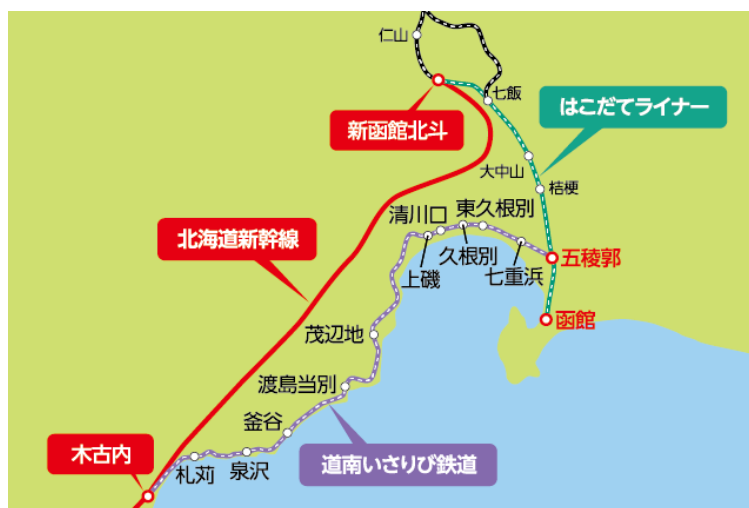 仁山
七飯
新函館北斗
はこだてライナー
大中山
桔梗
清川口
東久根別
北海道新幹線
上磯
久根別
七重浜
五稜郭
函館
茂辺地
渡島当別
釜谷
木古内
札苅
泉沢
道南いさりび鉄道